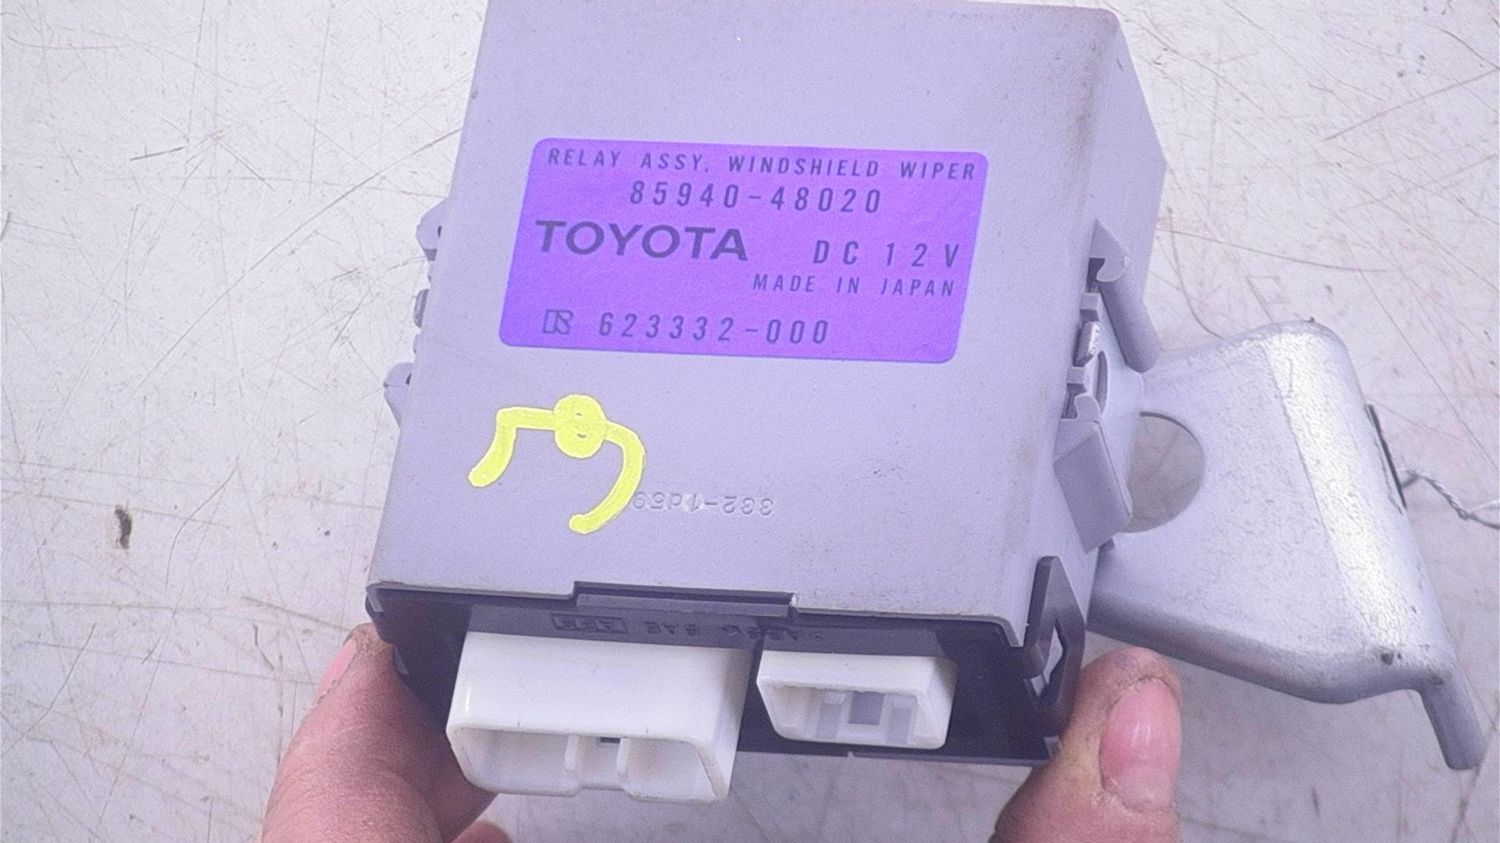 RELAY ASSY, WINDSHIELD WIPER
85940-48020
TOYOTA DC 12V
MADE IN JAPAN
R 623332-000